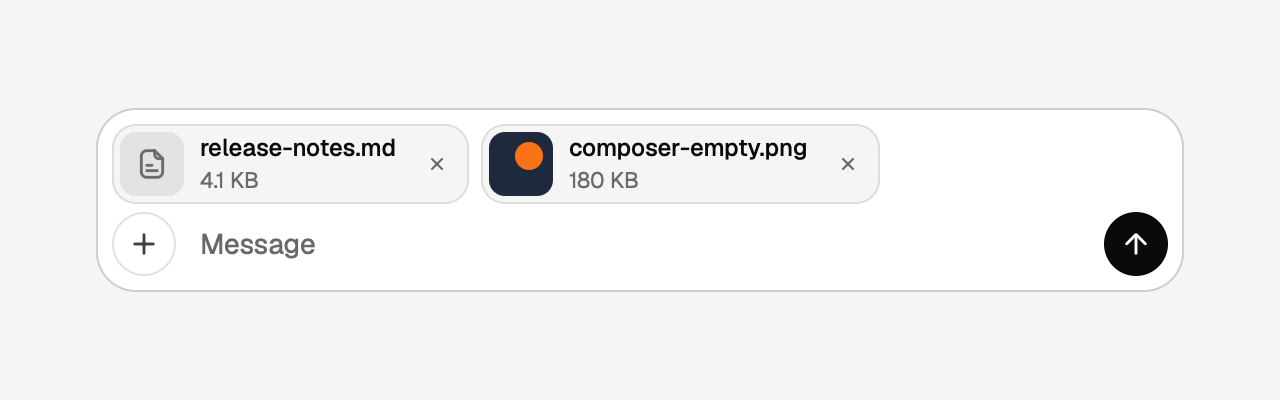 release-notes.md
4.1 KB
composer-empty.png
180 KB
Message